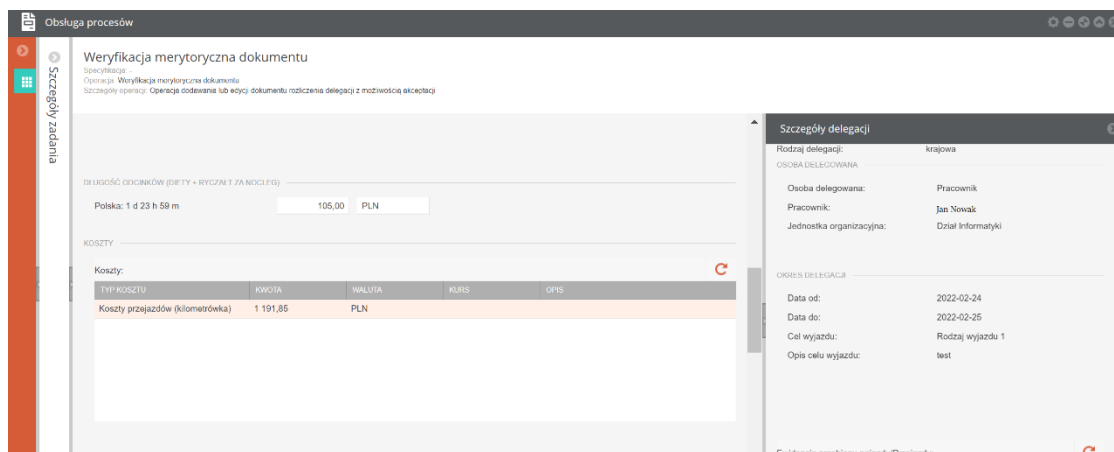 Obsługa procesów
Szczegóły zadania
Weryfikacja merytoryczna dokumentu
Specyfikacja: -
Operacja: Weryfikacja merytoryczna dokumentu
Szczegóły operacji: Operacja dodawania lub edycji dokumentu rozliczenia delegacji z możliwością akceptacji
DŁUGOŚĆ ODCINKÓW (DIETY + RYCZAŁT ZA NOCLEG)
Polska: 1 d 23 h 59 m 105,00 PLN
KOSZTY
Koszty:
TYP KOSZTU KWOTA WALUTA KURS OPIS
Koszty przejazdów (kilometrówka) 1 191,85 PLN
Szczegóły delegacji
Rodzaj delegacji: krajowa
OSOBA DELEGOWANA
Osoba delegowana: Pracownik
Pracownik: Jan Nowak
Jednostka organizacyjna: Dział Informatyki
OKRES DELEGACJI
Data od: 2022-02-24
Data do: 2022-02-25
Cel wyjazdu: Rodzaj wyjazdu 1
Opis celu wyjazdu: test